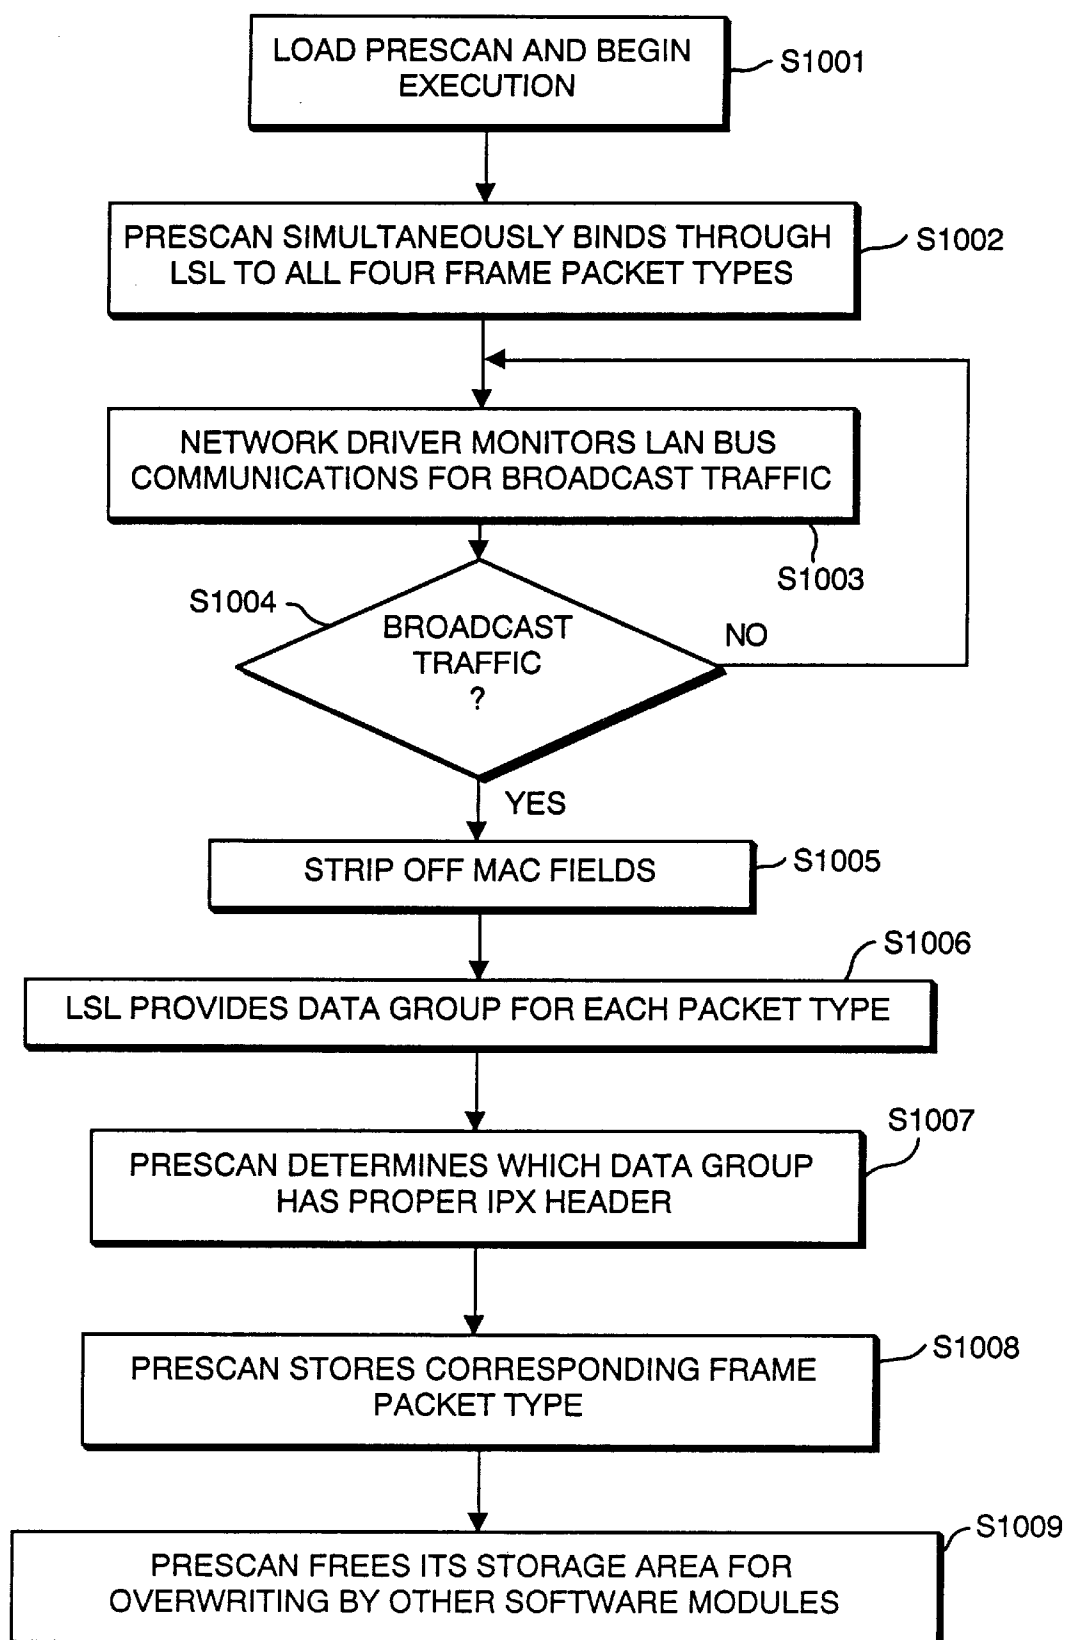 LOAD PRESCAN AND BEGIN
EXECUTION
S1001
PRESCAN SIMULTANEOUSLY BINDS THROUGH
LSL TO ALL FOUR FRAME PACKET TYPES
S1002
NETWORK DRIVER MONITORS LAN BUS
COMMUNICATIONS FOR BROADCAST TRAFFIC
S1003
S1004
BROADCAST
TRAFFIC
?
NO
YES
STRIP OFF MAC FIELDS
S1005
S1006
LSL PROVIDES DATA GROUP FOR EACH PACKET TYPE
S1007
PRESCAN DETERMINES WHICH DATA GROUP
HAS PROPER IPX HEADER
PRESCAN STORES CORRESPONDING FRAME
PACKET TYPE
S1008
S1009
PRESCAN FREES ITS STORAGE AREA FOR
OVERWRITING BY OTHER SOFTWARE MODULES